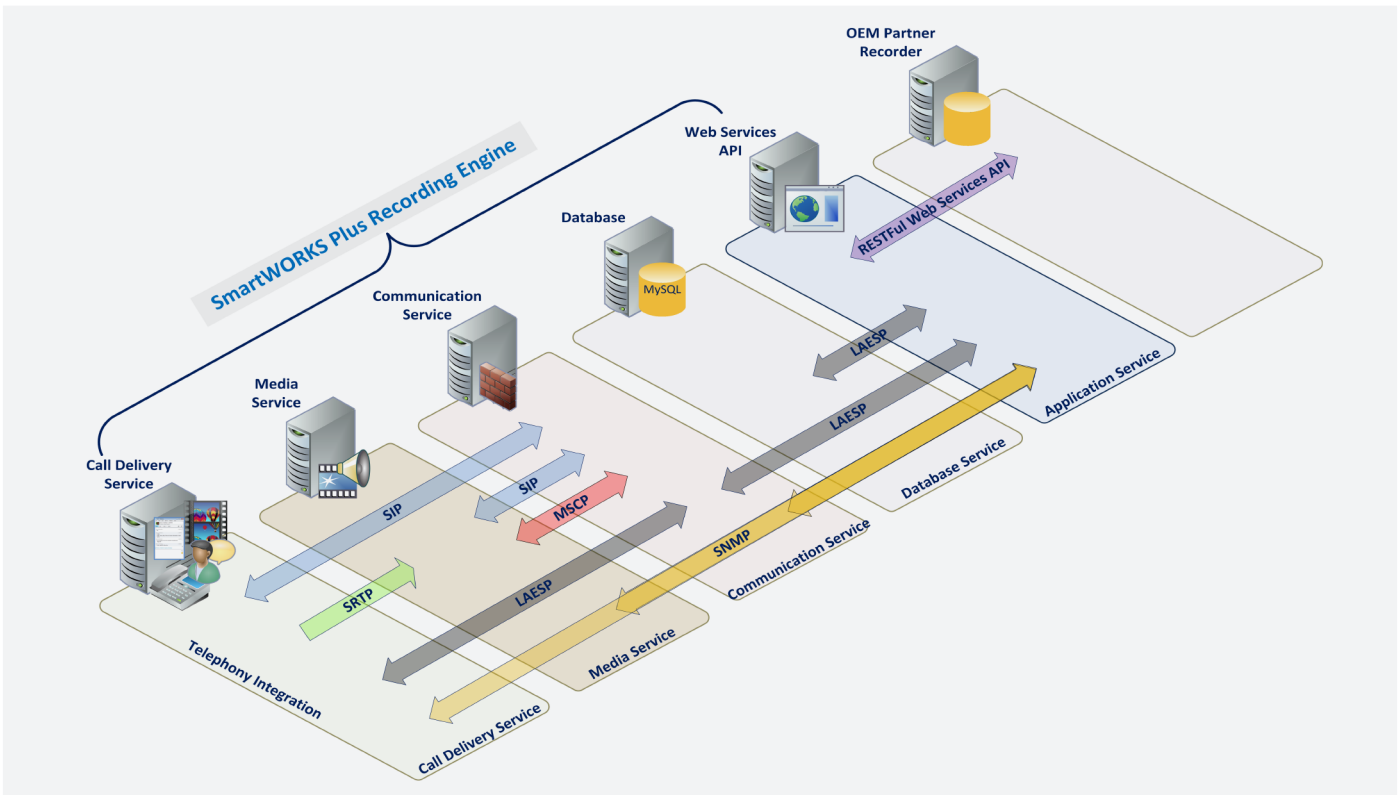 OEM Partner
Recorder
Web Services
API
SmartWORKS Plus Recording Engine
RESTFul Web Services API
Database
MySQL
Communication
Service
LAESP
Application Service
Media
Service
LAESP
Database Service
Call Delivery
Service
SIP
SIP
MSCP
SNMP
Communication Service
LAESP
SRTP
Media Service
Telephony Integration
Call Delivery Service